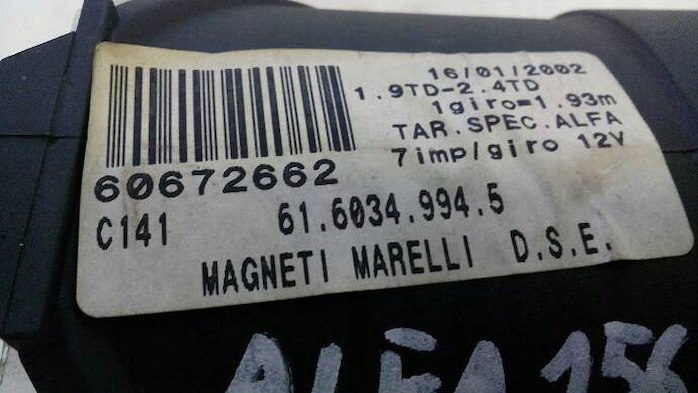 16/01/2002
1.9TD-2.4TD
1giro=1.93m
TAR.SPEC.ALFA
7imp/giro 12V
60672662
C141 61.6034.994.5
MAGNETI MARELLI D.S.E.
ALFA 156